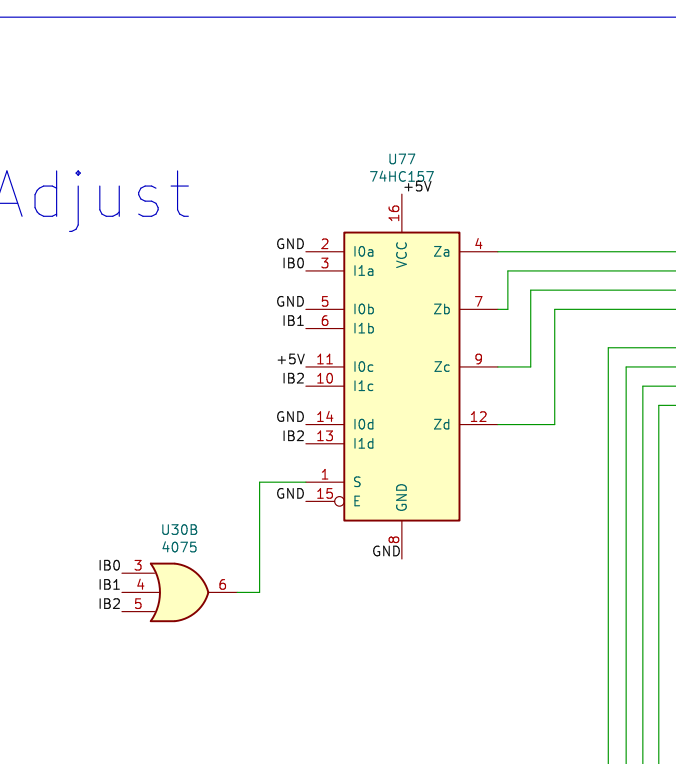 Adjust
U77
74HC157
+5V
16
VCC
GND 2 I0a Za 4
IB0 3 I1a
GND 5 I0b Zb 7
IB1 6 I1b
+5V 11 I0c Zc 9
IB2 10 I1c
GND 14 I0d Zd 12
IB2 13 I1d
1 S
GND 15 E
GND
8
GND
U30B
4075
IB0 3
IB1 4 6
IB2 5